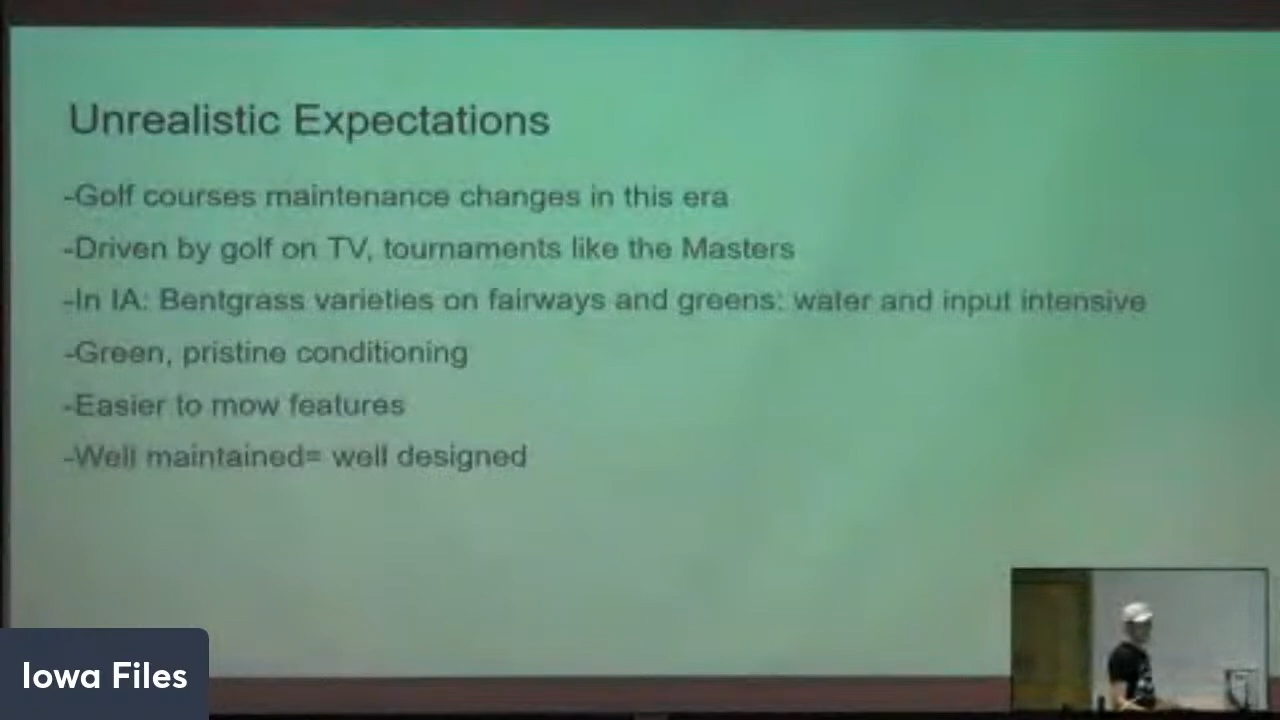 Unrealistic Expectations
-Golf courses maintenance changes in this era
-Driven by golf on TV, tournaments like the Masters
-In IA: Bentgrass varieties on fairways and greens: water and input intensive
-Green, pristine conditioning
-Easier to mow features
-Well maintained= well designed
Iowa Files